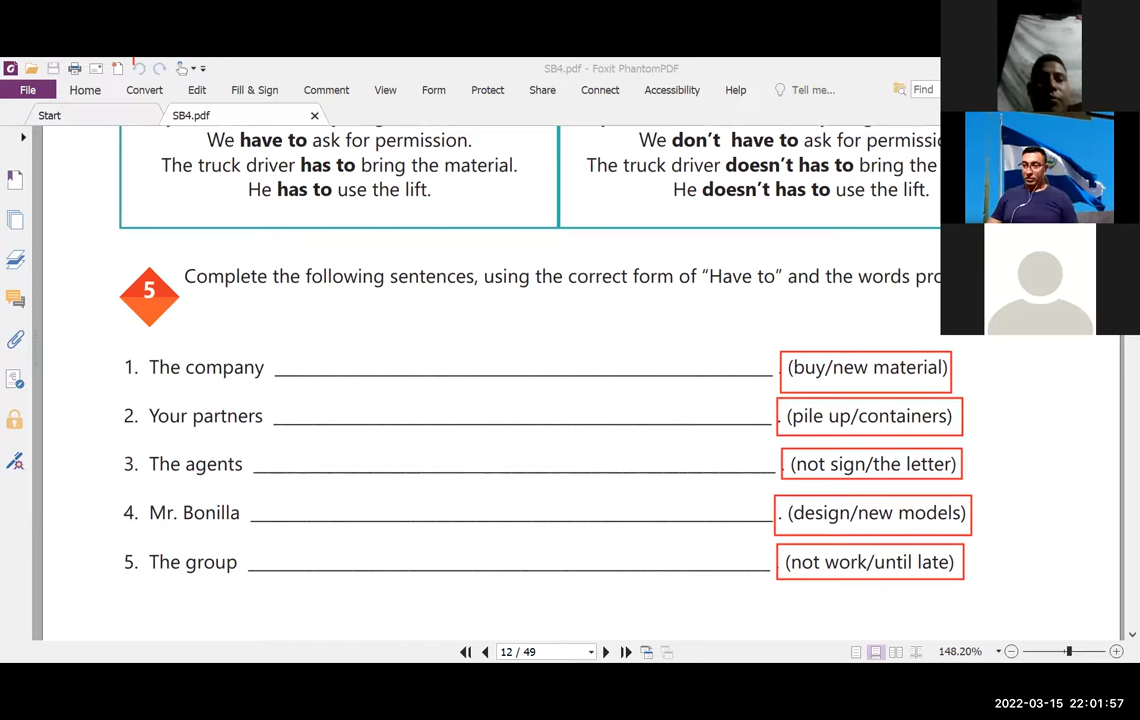 SB4.pdf - Foxit PhantomPDF
File Home Convert Edit Fill & Sign Comment View Form Protect Share Connect Accessibility Help Tell me... Find
Start SB4.pdf
We have to ask for permission.
The truck driver has to bring the material.
He has to use the lift.
We don't have to ask for
The truck driver doesn't has to bring the
He doesn't has to use the lift.
5 Complete the following sentences, using the correct form of "Have to" and the words
1. The company ____ . (buy/new material)
2. Your partners ____ . (pile up/containers)
3. The agents ____ . (not sign/the letter)
4. Mr. Bonilla ____ . (design/new models)
5. The group ____ . (not work/until late)
12 / 49 148.20%
2022-03-15 22:01:57